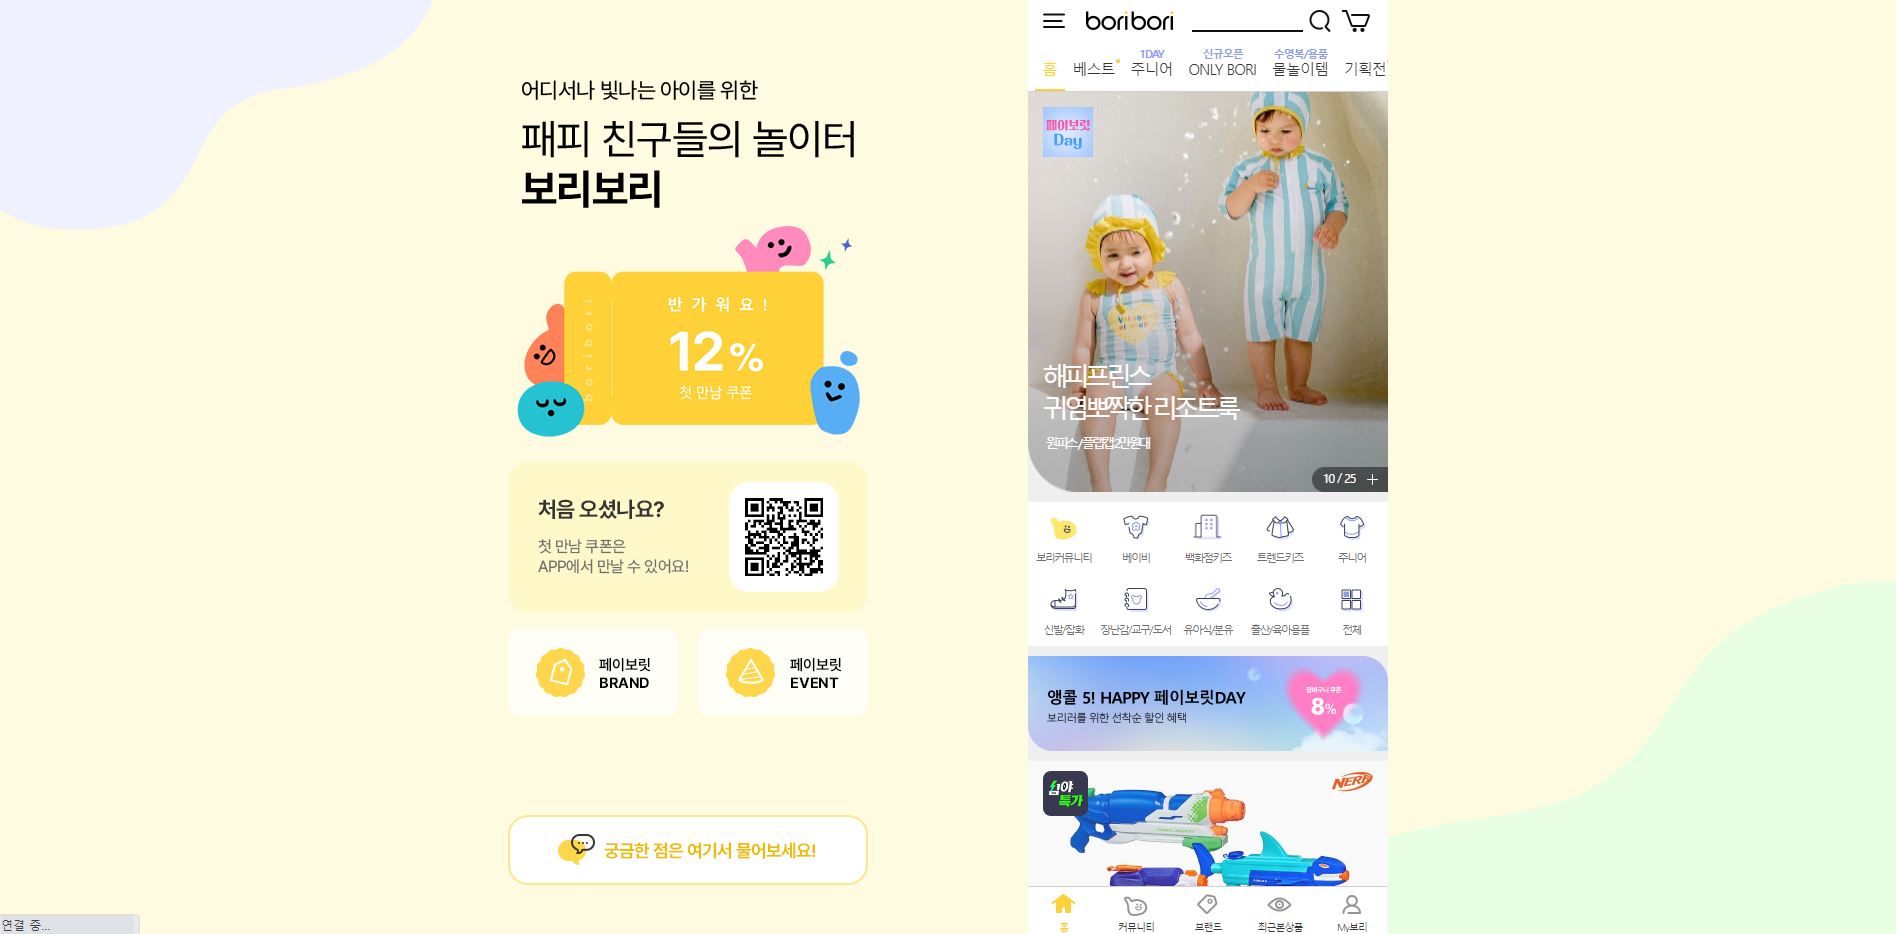 어디서나 빛나는 아이를 위한
패피 친구들의 놀이터
보리보리
boribori
반가워요!
12%
첫 만남 쿠폰
처음 오셨나요?
첫 만남 쿠폰은
APP에서 만날 수 있어요!
페이보릿
BRAND
페이보릿
EVENT
궁금한 점은 여기서 물어보세요!
연결 중...
boribori
1DAY
신규오픈
수영복/용품
홈
베스트
주니어
ONLY BORI
물놀이템
기획전
페이보릿
Day
해피프린스
귀염뽀짝한 리조트룩
원피스/플랩캡 2만원대
10 / 25
보리커뮤니티
베이비
백화점키즈
트렌드키즈
주니어
신발/잡화
장난감/교구/도서
유아식/분유
출산/육아용품
전체
앵콜 5! HAPPY 페이보릿DAY
보리러를 위한 선착순 할인 혜택
장바구니 쿠폰
8%
심야
특가
NERF
홈
커뮤니티
브랜드
최근본상품
My보리